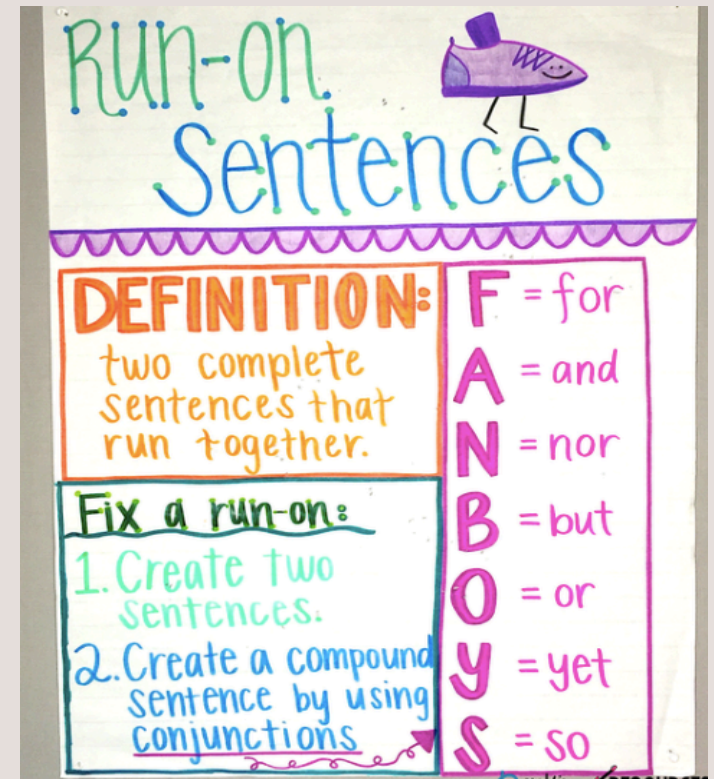 Run-on
Sentences
DEFINITION:
two complete
sentences that
run together.
Fix a run-on:
1. Create two
sentences.
2. Create a compound
sentence by using
conjunctions
F = for
A = and
N = nor
B = but
O = or
Y = yet
S = so